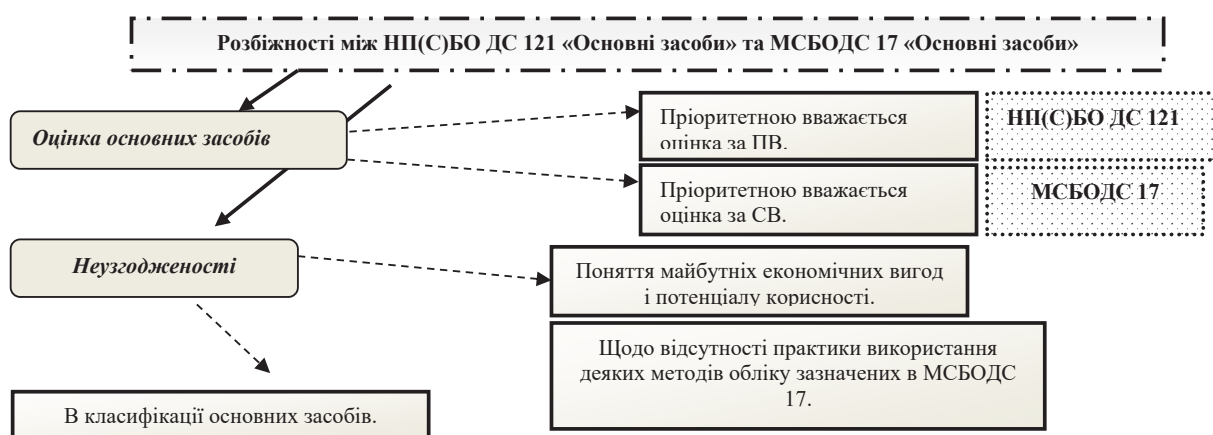 Розбіжності між НП(С)БО ДС 121 «Основні засоби» та МСБОДС 17 «Основні засоби»
Оцінка основних засобів
Пріоритетною вважається
оцінка за ПВ.
НП(С)БО ДС 121
Пріоритетною вважається
оцінка за СВ.
МСБОДС 17
Неузгодженості
Поняття майбутніх економічних вигод
і потенціалу корисності.
Щодо відсутності практики використання
деяких методів обліку зазначених в МСБОДС
17.
В класифікації основних засобів.